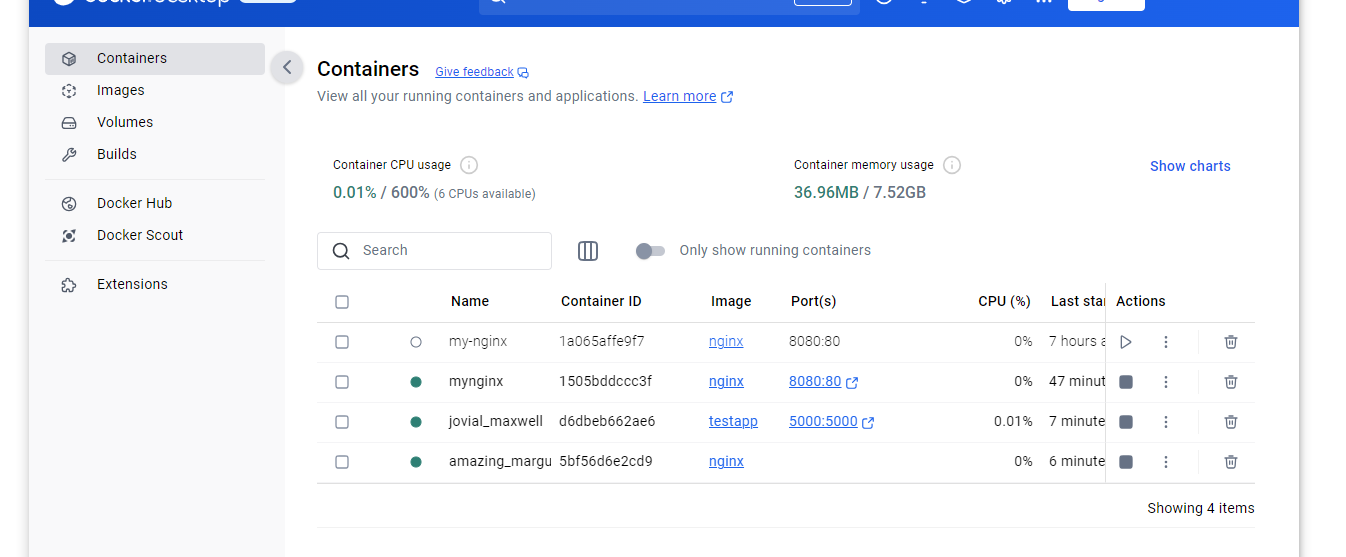 Containers
Images
Volumes
Builds
Docker Hub
Docker Scout
Extensions
Containers Give feedback
View all your running containers and applications. Learn more
Container CPU usage
0.01% / 600% (6 CPUs available)
Container memory usage
36.96MB / 7.52GB
Show charts
Search
Only show running containers
Name Container ID Image Port(s) CPU (%) Last star Actions
my-nginx 1a065affe9f7 nginx 8080:80 0% 7 hours a
mynginx 1505bddccc3f nginx 8080:80 0% 47 minut
jovial_maxwell d6dbeb662ae6 testapp 5000:5000 0.01% 7 minute
amazing_margu 5bf56d6e2cd9 nginx 0% 6 minute
Showing 4 items